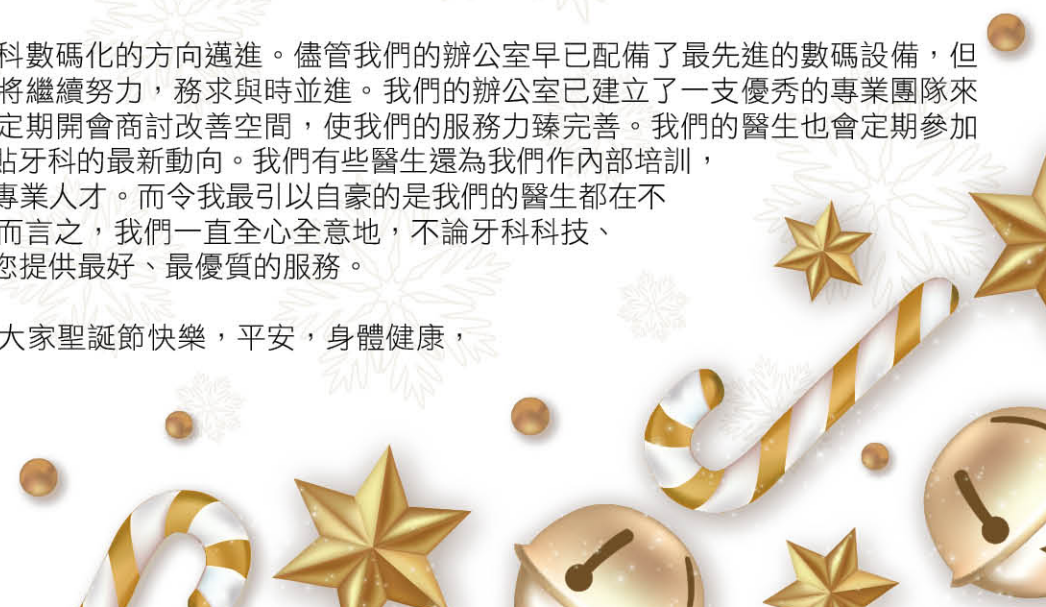 科數碼化的方向邁進。儘管我們的辦公室早已配備了最先進的數碼設備，但
將繼續努力，務求與時並進。我們的辦公室已建立了一支優秀的專業團隊來
定期開會商討改善空間，使我們的服務力臻完善。我們的醫生也會定期參加
貼牙科的最新動向。我們有些醫生還為我們作內部培訓，
專業人才。而令我最引以自豪的是我們的醫生都在不
而言之，我們一直全心全意地，不論牙科科技、
您提供最好、最優質的服務。
大家聖誕節快樂，平安，身體健康，